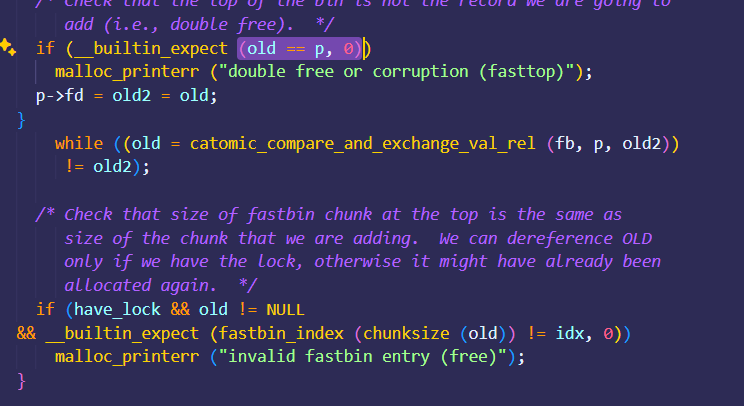 /* Check that the top of the bin is not the record we are going to
add (i.e., double free).  */
if (__builtin_expect (old == p, 0))
malloc_printerr ("double free or corruption (fasttop)");
p->fd = old2 = old;
}
while ((old = catomic_compare_and_exchange_val_rel (fb, p, old2))
!= old2);
/* Check that size of fastbin chunk at the top is the same as
size of the chunk that we are adding.  We can dereference OLD
only if we have the lock, otherwise it might have already been
allocated again.  */
if (have_lock && old != NULL
&& __builtin_expect (fastbin_index (chunksize (old)) != idx, 0))
malloc_printerr ("invalid fastbin entry (free)");
}